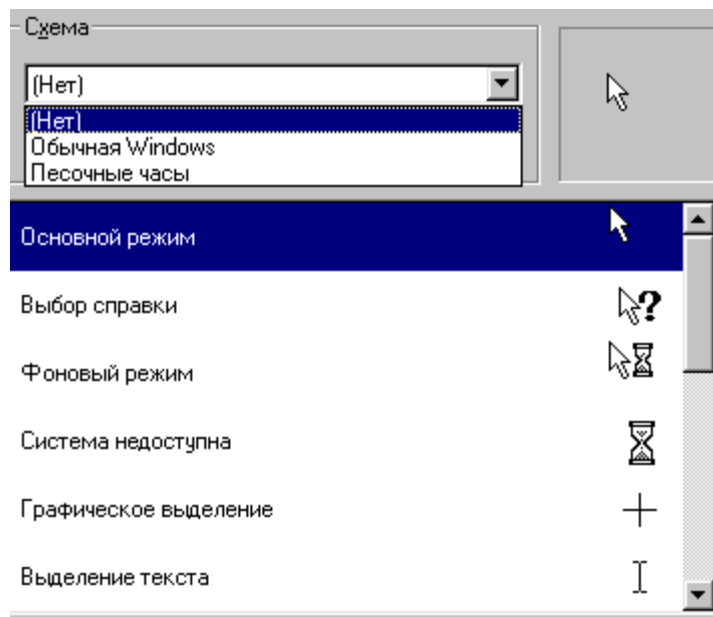 Схема
(Нет)
(Нет)
Обычная Windows
Песочные часы
Основной режим
Выбор справки
Фоновый режим
Система недоступна
Графическое выделение
Выделение текста